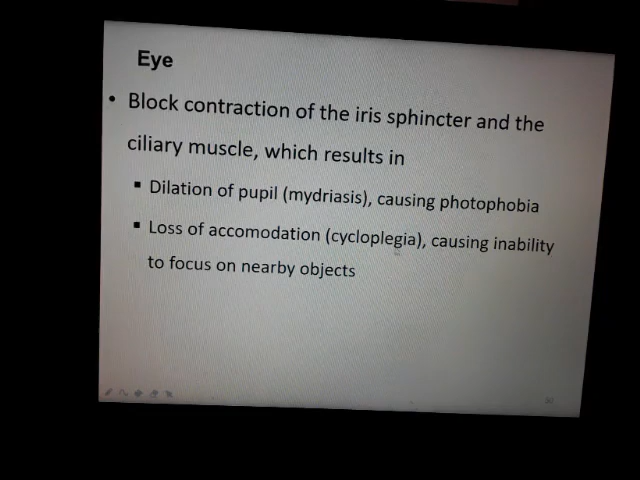 Eye
• Block contraction of the iris sphincter and the
ciliary muscle, which results in
▪ Dilation of pupil (mydriasis), causing photophobia
▪ Loss of accomodation (cycloplegia), causing inability
to focus on nearby objects